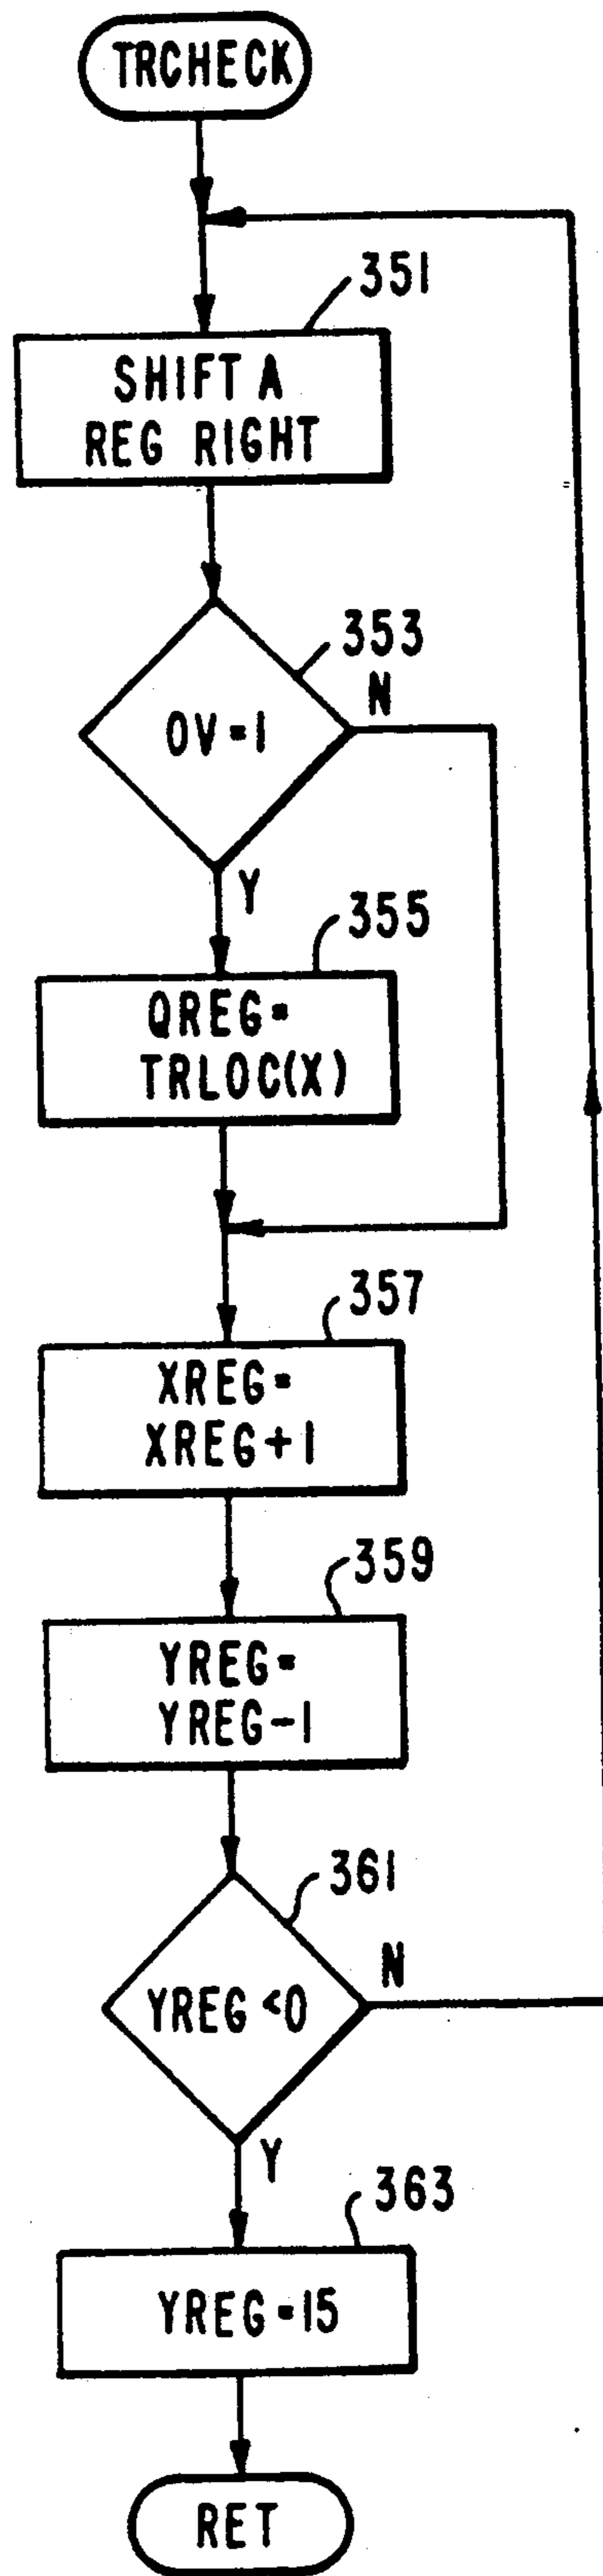 TRCHECK
351
SHIFT A
REG RIGHT
353
N
OV=1
Y
355
QREG=
TRLOC(X)
357
XREG=
XREG+1
359
YREG=
YREG-1
361
N
YREG<0
Y
363
YREG=15
RET